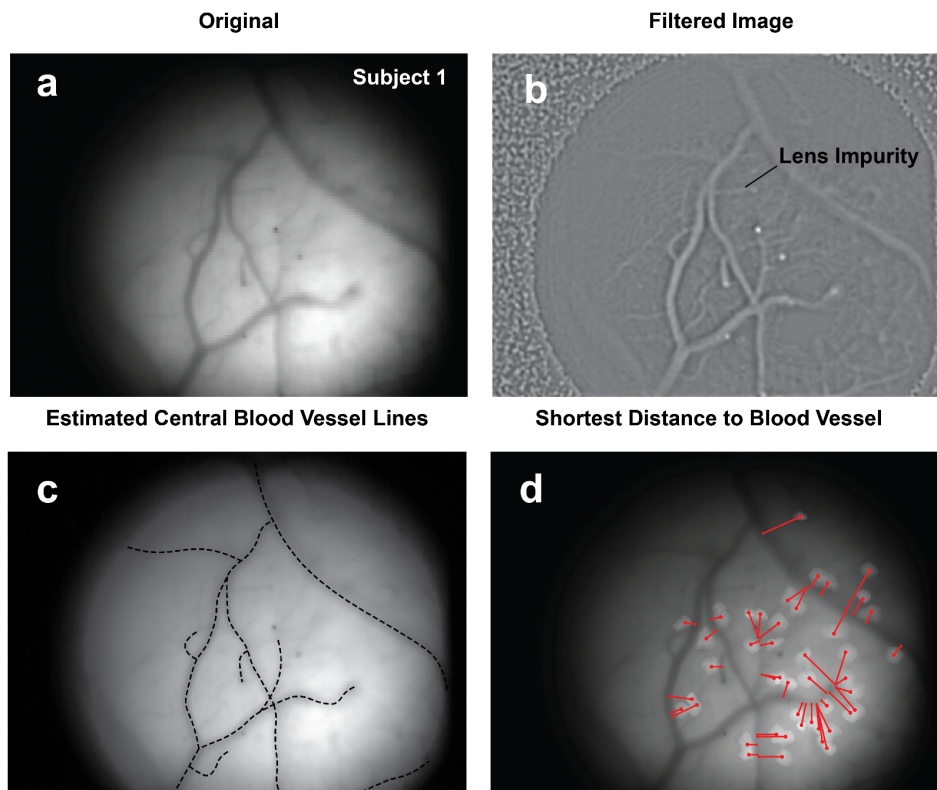 Original
Filtered Image
a
Subject 1
b
Lens Impurity
Estimated Central Blood Vessel Lines
Shortest Distance to Blood Vessel
c
d